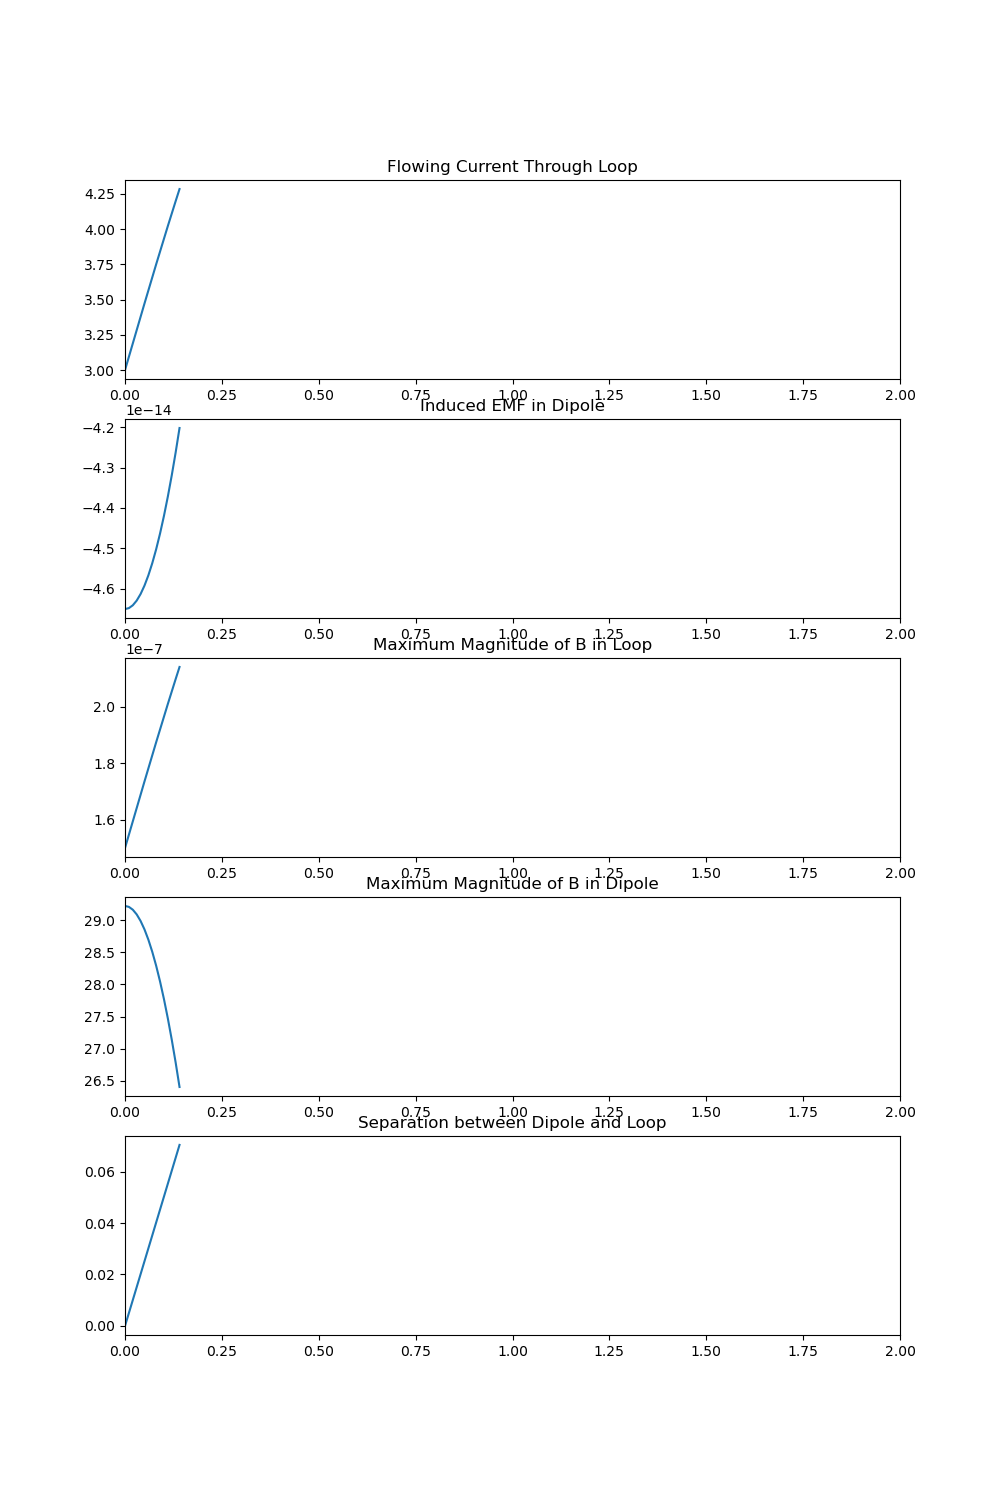 Flowing Current Through Loop
4.25
4.00
3.75
3.50
3.25
3.00
0.00 0.25 0.50 0.75 1.00 1.25 1.50 1.75 2.00
1e−14
Induced EMF in Dipole
−4.2
−4.3
−4.4
−4.5
−4.6
0.00 0.25 0.50 0.75 1.00 1.25 1.50 1.75 2.00
1e−7
Maximum Magnitude of B in Loop
2.0
1.8
1.6
0.00 0.25 0.50 0.75 1.00 1.25 1.50 1.75 2.00
Maximum Magnitude of B in Dipole
29.0
28.5
28.0
27.5
27.0
26.5
0.00 0.25 0.50 0.75 1.00 1.25 1.50 1.75 2.00
Separation between Dipole and Loop
0.06
0.04
0.02
0.00
0.00 0.25 0.50 0.75 1.00 1.25 1.50 1.75 2.00